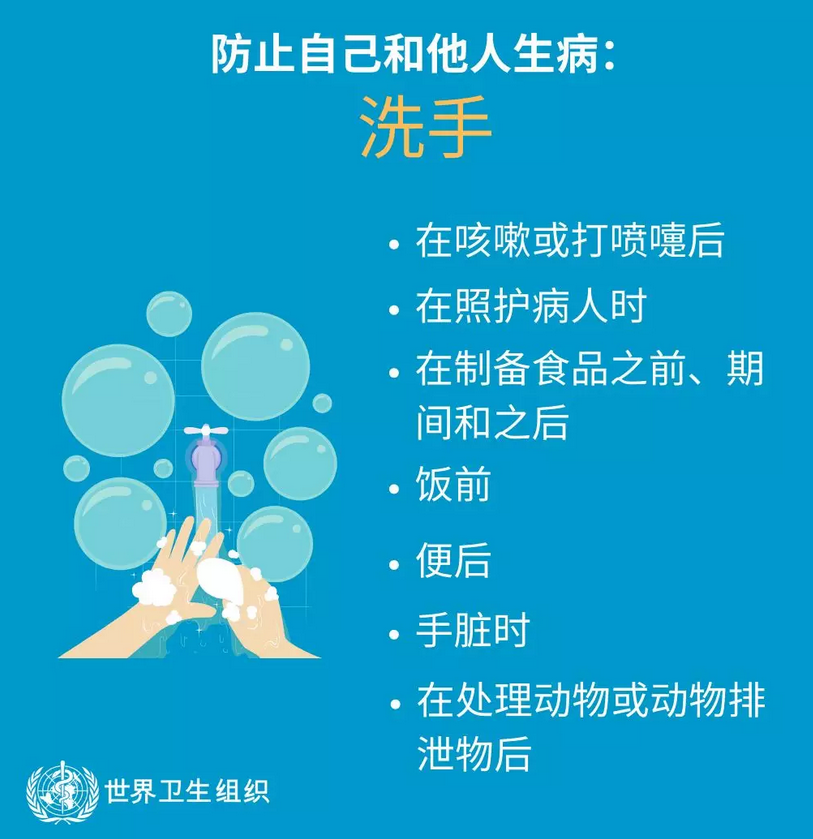 防止自己和他人生病：
洗手
• 在咳嗽或打喷嚏后
• 在照护病人时
• 在制备食品之前、期
间和之后
• 饭前
• 便后
• 手脏时
• 在处理动物或动物排
泄物后
世界卫生组织